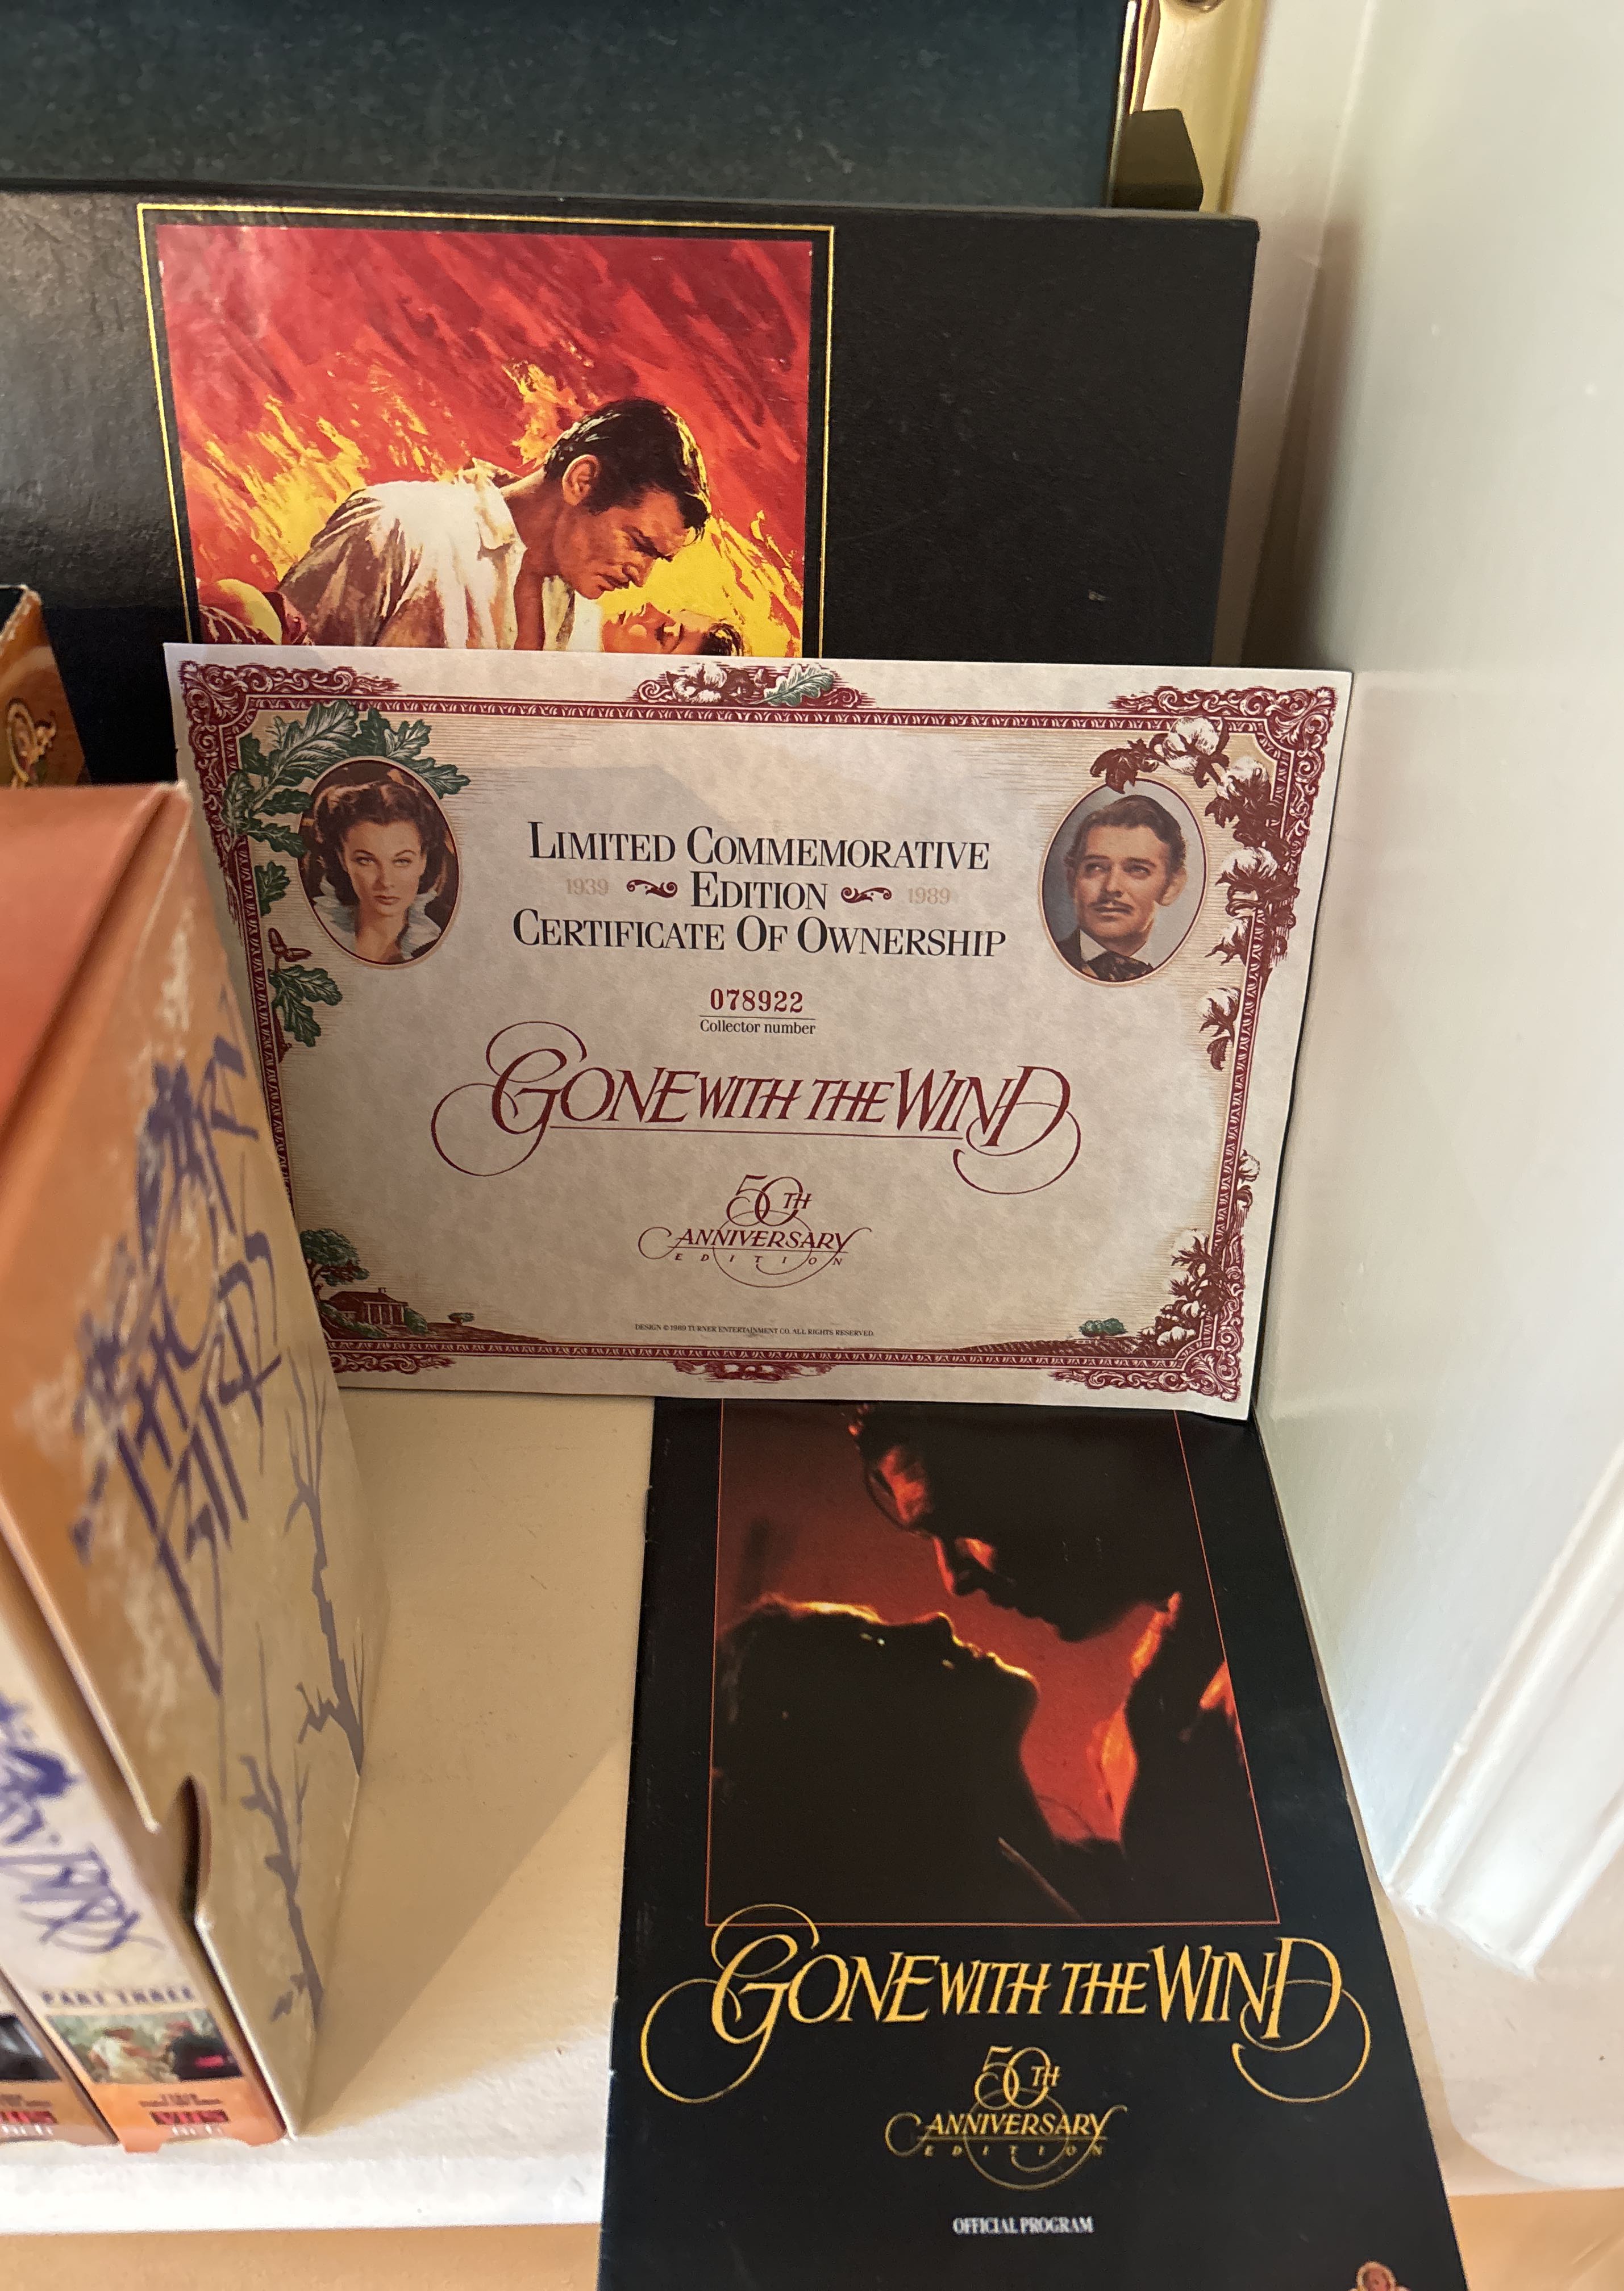 LIMITED COMMEMORATIVE
1939 EDITION 1989
CERTIFICATE OF OWNERSHIP
078922
Collector number
GONE WITH THE WIND
50TH
ANNIVERSARY
EDITION
DESIGN © 1989 TURNER ENTERTAINMENT CO. ALL RIGHTS RESERVED.
PART THREE
VHS
GONE WITH THE WIND
50TH
ANNIVERSARY
EDITION
OFFICIAL PROGRAM